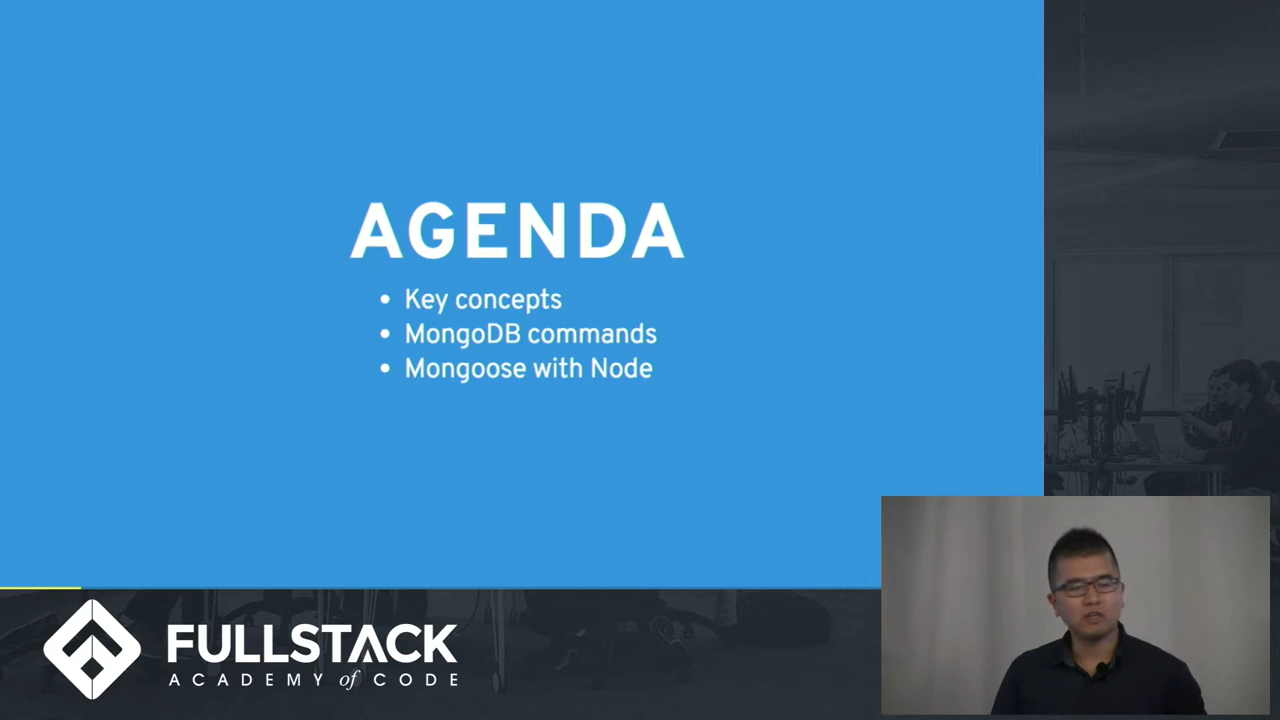 AGENDA
• Key concepts
• MongoDB commands
• Mongoose with Node
FULLSTACK
ACADEMY of CODE